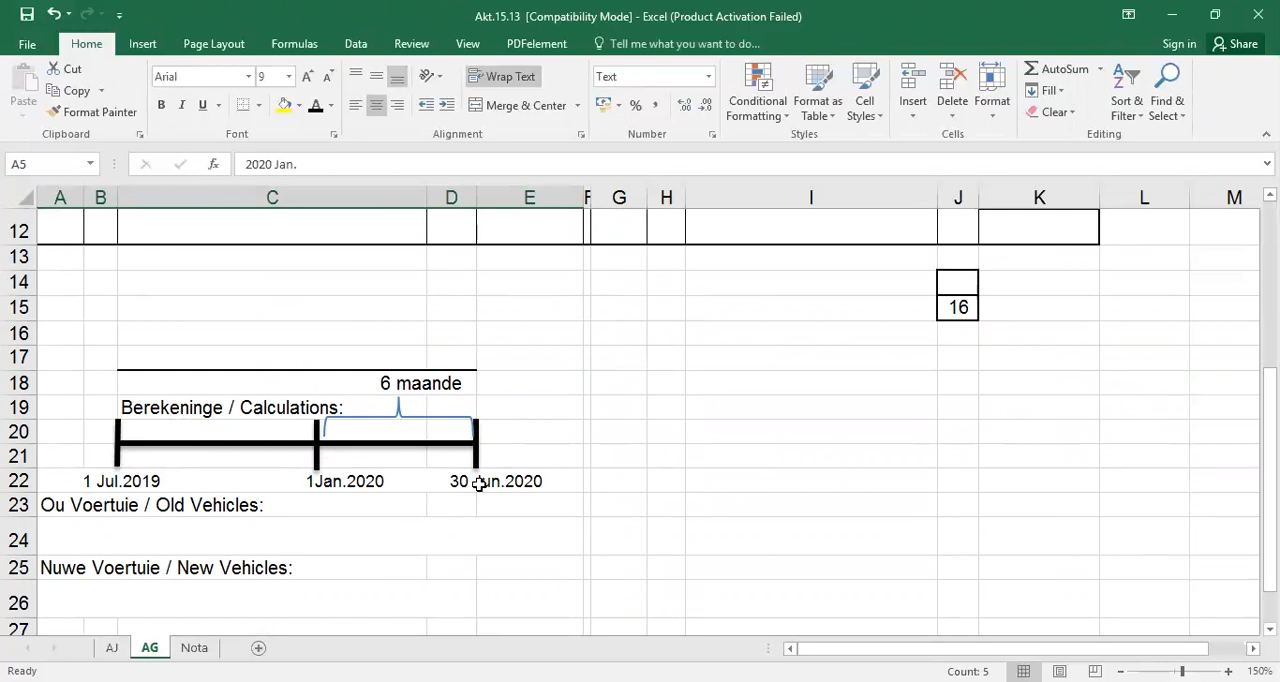 Akt.15.13 [Compatibility Mode] - Excel (Product Activation Failed)
File Home Insert Page Layout Formulas Data Review View PDFelement Tell me what you want to do... Sign in Share
Paste Cut Copy Format Painter
Arial 9 B I U
Wrap Text
Merge & Center
Text
% ,
Conditional Formatting
Format as Table
Cell Styles
Insert Delete Format
AutoSum
Fill
Clear
Sort & Filter
Find & Select
Clipboard Font Alignment Number Styles Cells Editing
A5 fx 2020 Jan.
A B C D E F G H I J K L M
12
13
14
15 16
16
17
18 6 maande
19 Berekeninge / Calculations:
20
21
22 1 Jul.2019 1Jan.2020 30 un.2020
23 Ou Voertuie / Old Vehicles:
24
25 Nuwe Voertuie / New Vehicles:
26
27
AJ AG Nota
Ready Count: 5 150%